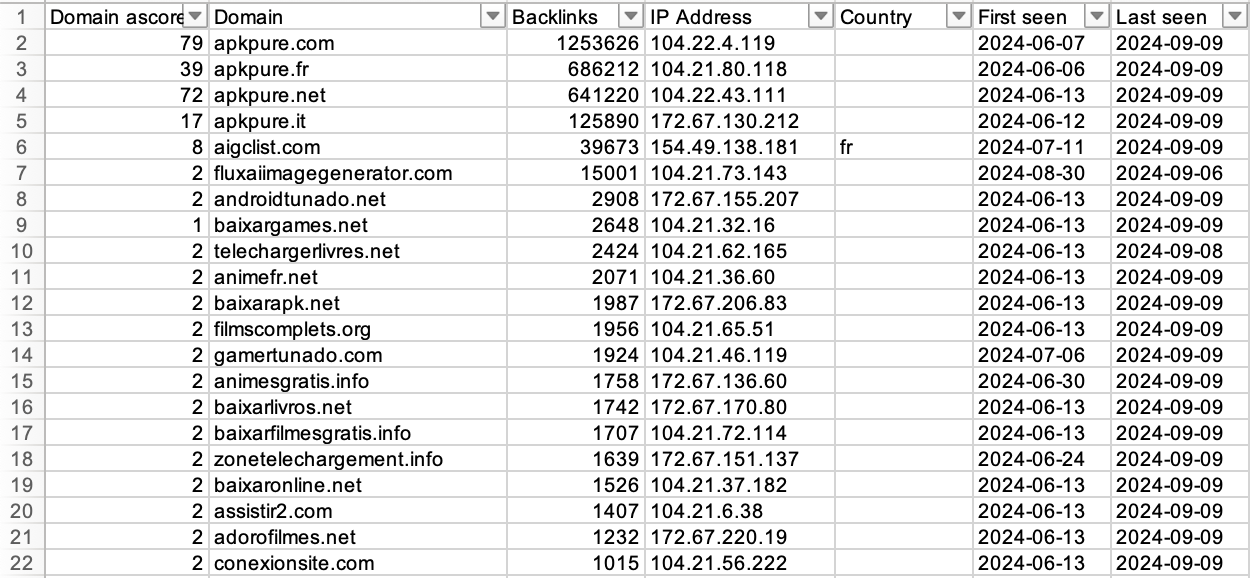 1 Domain ascore Domain Backlinks IP Address Country First seen Last seen
2 79 apkpure.com 1253626 104.22.4.119 2024-06-07 2024-09-09
3 39 apkpure.fr 686212 104.21.80.118 2024-06-06 2024-09-09
4 72 apkpure.net 641220 104.22.43.111 2024-06-13 2024-09-09
5 17 apkpure.it 125890 172.67.130.212 2024-06-12 2024-09-09
6 8 aigclist.com 39673 154.49.138.181 fr 2024-07-11 2024-09-09
7 2 fluxaiimagegenerator.com 15001 104.21.73.143 2024-08-30 2024-09-06
8 2 androidtunado.net 2908 172.67.155.207 2024-06-13 2024-09-09
9 1 baixargames.net 2648 104.21.32.16 2024-06-13 2024-09-09
10 2 telechargerlivres.net 2424 104.21.62.165 2024-06-13 2024-09-08
11 2 animefr.net 2071 104.21.36.60 2024-06-13 2024-09-09
12 2 baixarapk.net 1987 172.67.206.83 2024-06-13 2024-09-09
13 2 filmscomplets.org 1956 104.21.65.51 2024-06-13 2024-09-09
14 2 gamertunado.com 1924 104.21.46.119 2024-07-06 2024-09-09
15 2 animesgratis.info 1758 172.67.136.60 2024-06-30 2024-09-09
16 2 baixarlivros.net 1742 172.67.170.80 2024-06-13 2024-09-09
17 2 baixarfilmesgratis.info 1707 104.21.72.114 2024-06-13 2024-09-09
18 2 zonetelechargement.info 1639 172.67.151.137 2024-06-24 2024-09-09
19 2 baixaronline.net 1526 104.21.37.182 2024-06-13 2024-09-09
20 2 assistir2.com 1407 104.21.6.38 2024-06-13 2024-09-09
21 2 adorofilmes.net 1232 172.67.220.19 2024-06-13 2024-09-09
22 2 conexionsite.com 1015 104.21.56.222 2024-06-13 2024-09-09